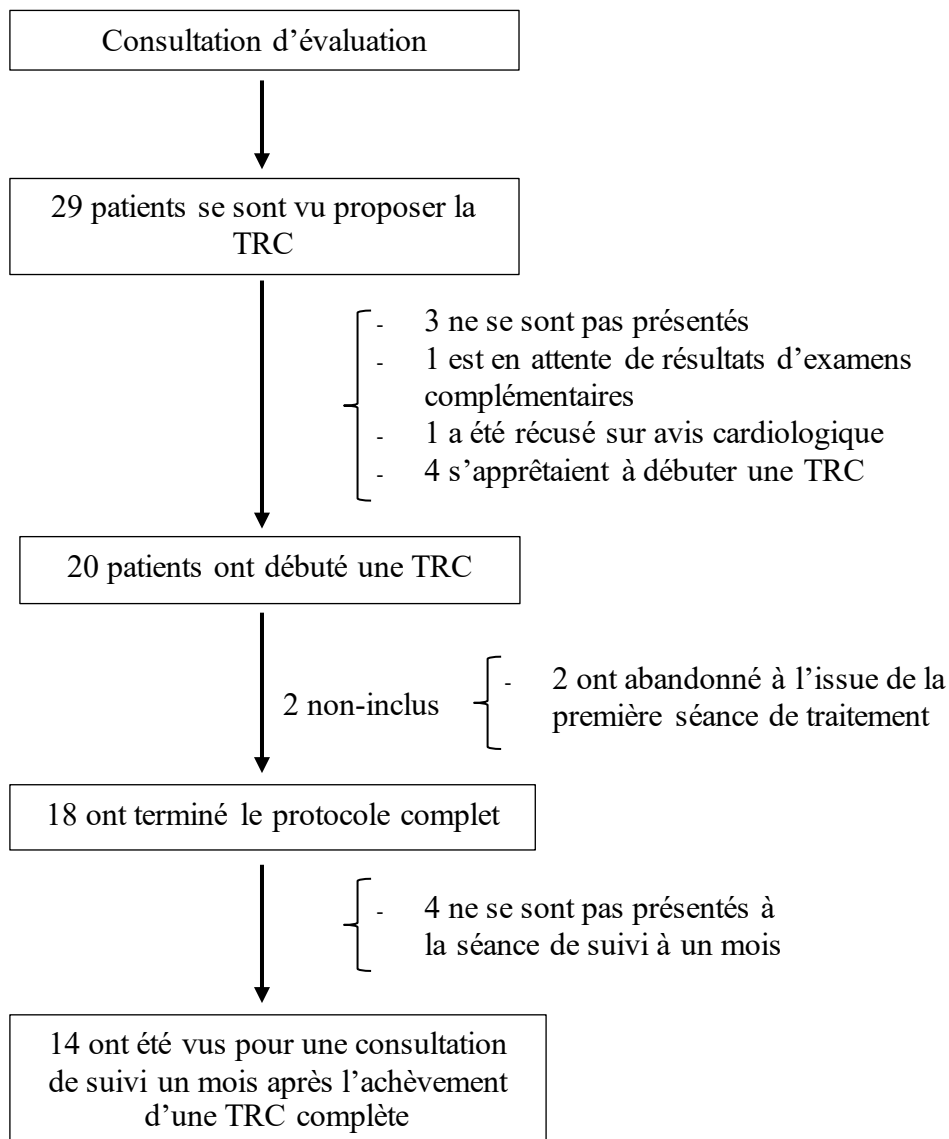 Consultation d’évaluation
29 patients se sont vu proposer la
TRC
- 3 ne se sont pas présentés
- 1 est en attente de résultats d’examens
complémentaires
- 1 a été récusé sur avis cardiologique
- 4 s’apprêtaient à débuter une TRC
20 patients ont débuté une TRC
2 non-inclus
- 2 ont abandonné à l’issue de la
première séance de traitement
18 ont terminé le protocole complet
- 4 ne se sont pas présentés à
la séance de suivi à un mois
14 ont été vus pour une consultation
de suivi un mois après l’achèvement
d’une TRC complète